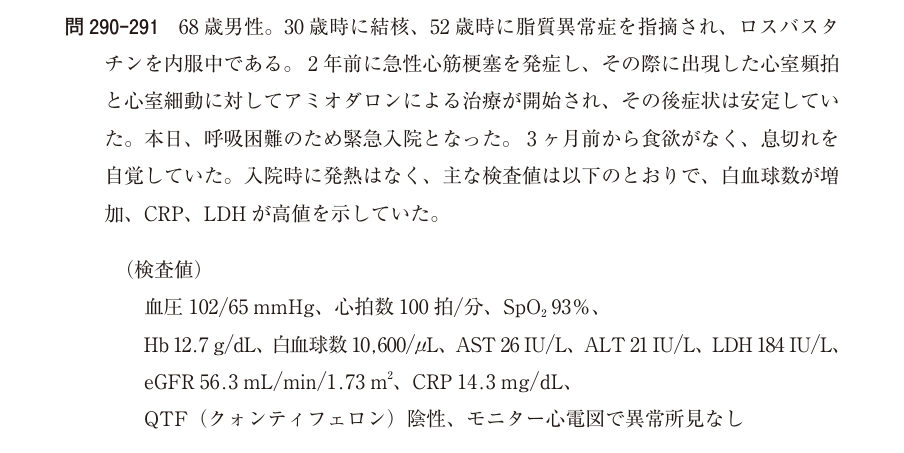 問 290-291　68 歳男性。30 歳時に結核、52 歳時に脂質異常症を指摘され、ロスバスタ
チンを内服中である。２年前に急性心筋梗塞を発症し、その際に出現した心室頻拍
と心室細動に対してアミオダロンによる治療が開始され、その後症状は安定してい
た。本日、呼吸困難のため緊急入院となった。３ヶ月前から食欲がなく、息切れを
自覚していた。入院時に発熱はなく、主な検査値は以下のとおりで、白血球数が増
加、CRP、LDH が高値を示していた。
（検査値）
血圧 102/65 mmHg、心拍数 100 拍/分、SpO₂ 93%、
Hb 12.7 g/dL、白血球数 10,600/μL、AST 26 IU/L、ALT 21 IU/L、LDH 184 IU/L、
eGFR 56.3 mL/min/1.73 m²、CRP 14.3 mg/dL、
QTF（クォンティフェロン）陰性、モニター心電図で異常所見なし